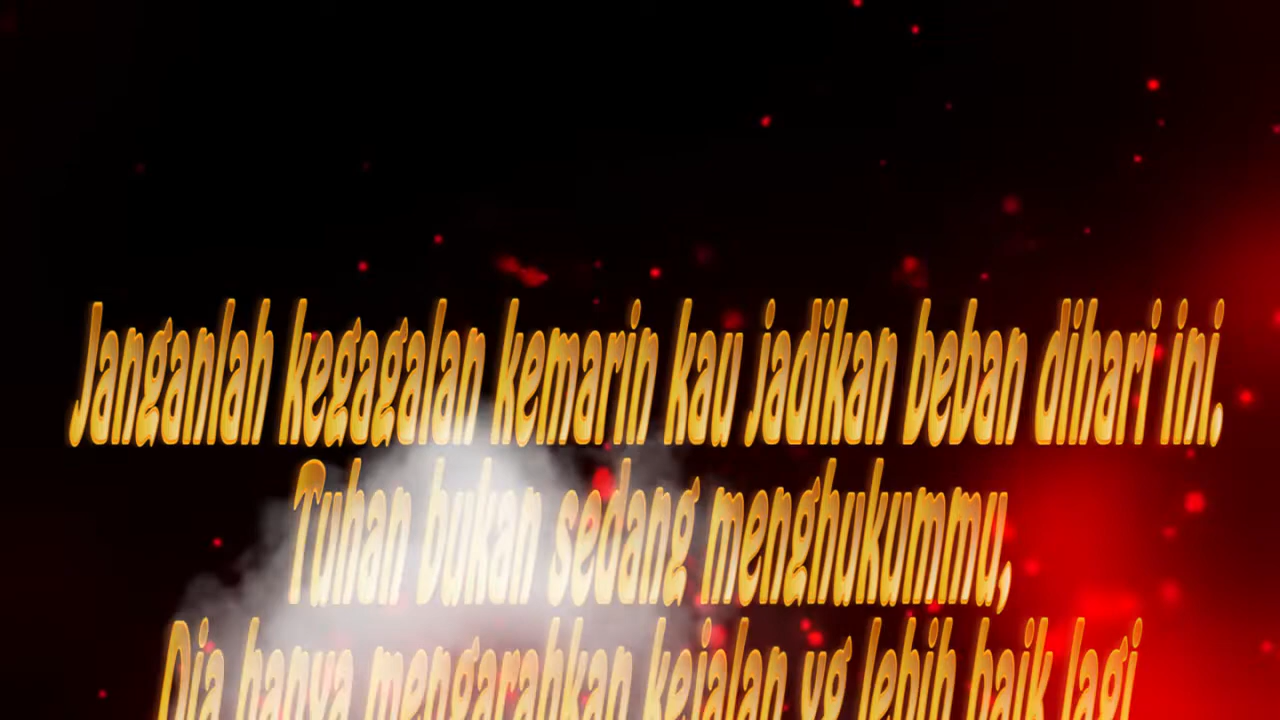 Janganlah kegagalan kemarin kau jadikan beban dihari ini.
Tuhan bukan sedang menghukummu,
Dia hanya mengarahkan kejalan yg lebih baik lagi